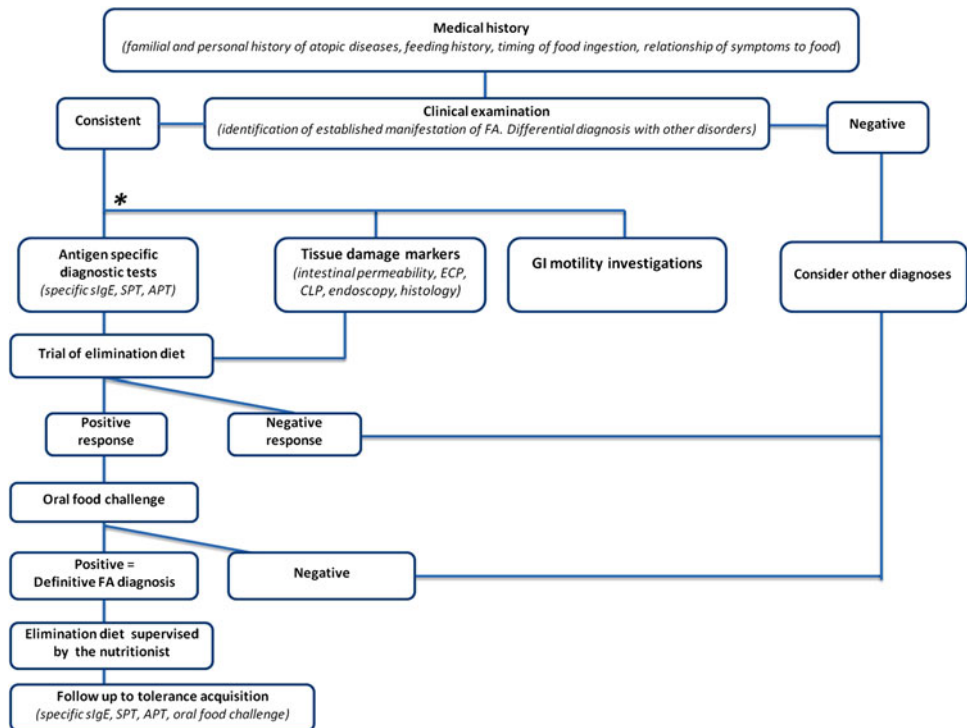 Medical history
(familial and personal history of atopic diseases, feeding history, timing of food ingestion, relationship of symptoms to food)
Consistent
Clinical examination
(identification of established manifestation of FA. Differential diagnosis with other disorders)
Negative
*
Antigen specific
diagnostic tests
(specific sIgE, SPT, APT)
Tissue damage markers
(intestinal permeability, ECP,
CLP, endoscopy, histology)
GI motility investigations
Consider other diagnoses
Trial of elimination diet
Positive
response
Negative
response
Oral food challenge
Positive =
Definitive FA diagnosis
Negative
Elimination diet supervised
by the nutritionist
Follow up to tolerance acquisition
(specific sIgE, SPT, APT, oral food challenge)